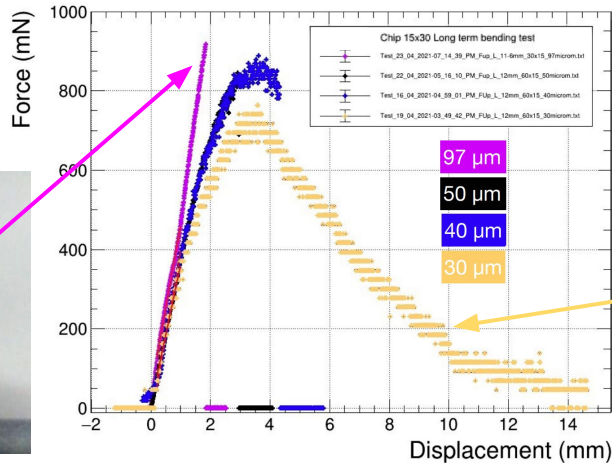 Force (mN)
1000
800
600
400
200
0
Chip 15x30 Long term bending test
Test_23_04_2021-07_14_39_PM_Fup_L_11-6mm_30x15_97microm.txt
Test_22_04_2021-05_16_10_PM_FUp_L_12mm_60x15_50microm.txt
Test_16_04_2021-04_59_01_PM_FUp_L_12mm_60x15_40microm.txt
Test_19_04_2021-03_49_42_PM_FUp_L_12mm_60x15_30microm.txt
97 μm
50 μm
40 μm
30 μm
−2 0 2 4 6 8 10 12 14
Displacement (mm)